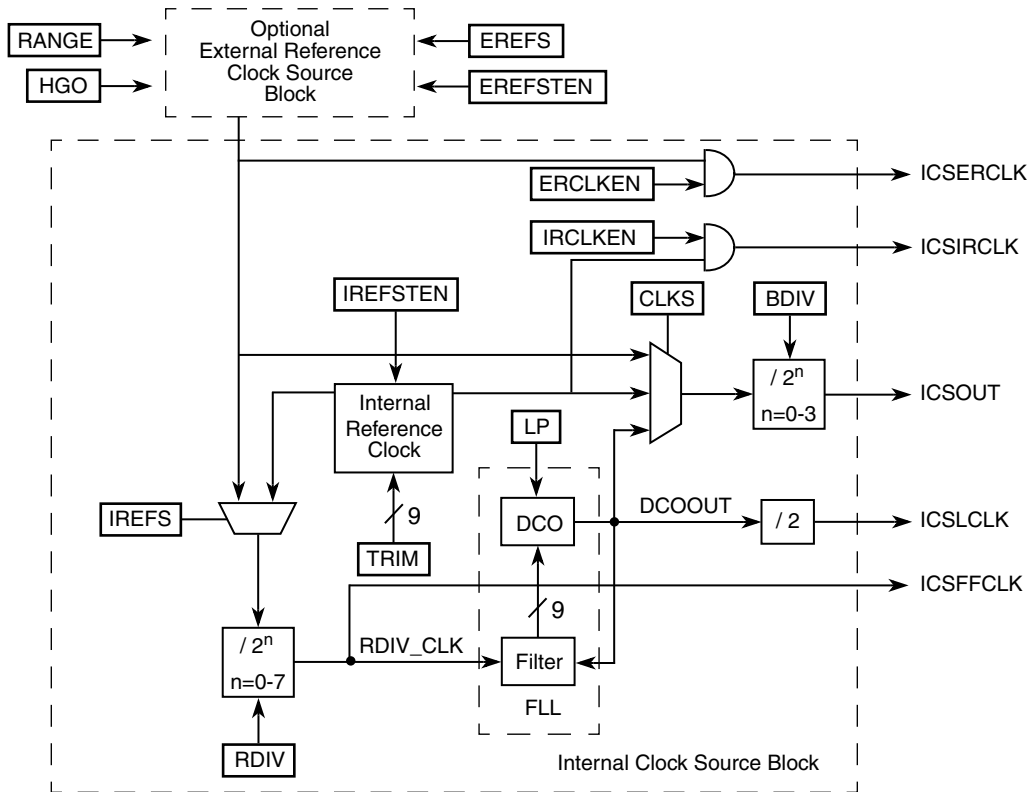 RANGE
HGO
Optional
External Reference
Clock Source
Block
EREFS
EREFSTEN
ERCLKEN
ICSERCLK
IRCLKEN
ICSIRCLK
IREFSTEN
CLKS
BDIV
Internal
Reference
Clock
/ 2ⁿ
n=0-3
ICSOUT
LP
IREFS
9
TRIM
DCO
DCOOUT
/ 2
ICSLCLK
ICSFFCLK
9
/ 2ⁿ
n=0-7
RDIV_CLK
Filter
FLL
RDIV
Internal Clock Source Block